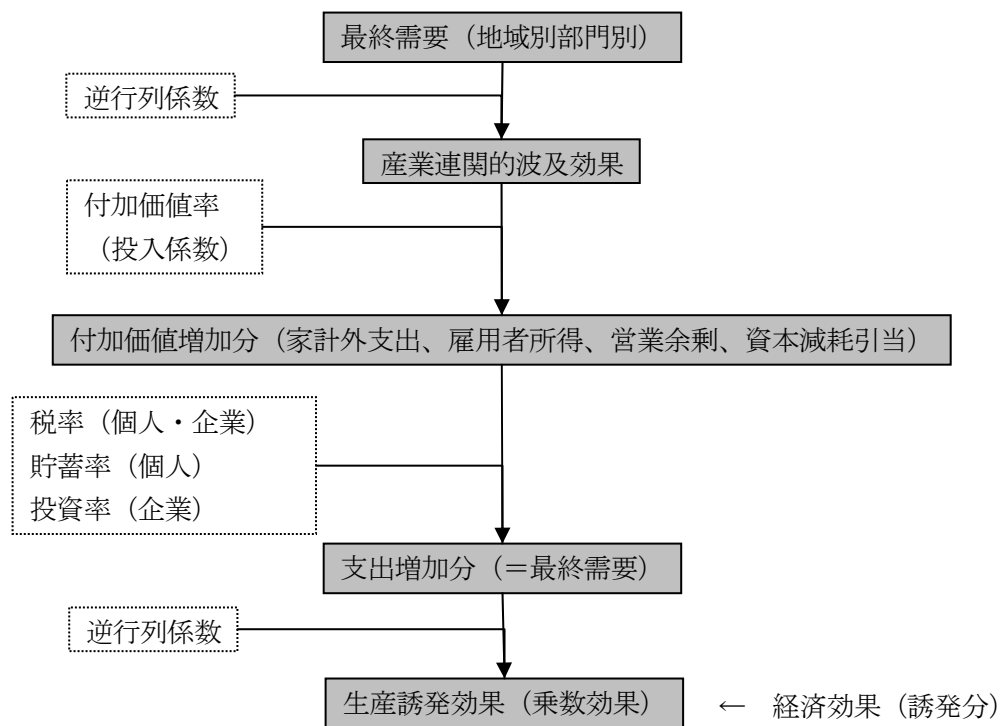 最終需要（地域別部門別）
逆行列係数
産業連関的波及効果
付加価値率
（投入係数）
付加価値増加分（家計外支出、雇用者所得、営業余剰、資本減耗引当）
税率（個人・企業）
貯蓄率（個人）
投資率（企業）
支出増加分（＝最終需要）
逆行列係数
生産誘発効果（乗数効果） ← 経済効果（誘発分）